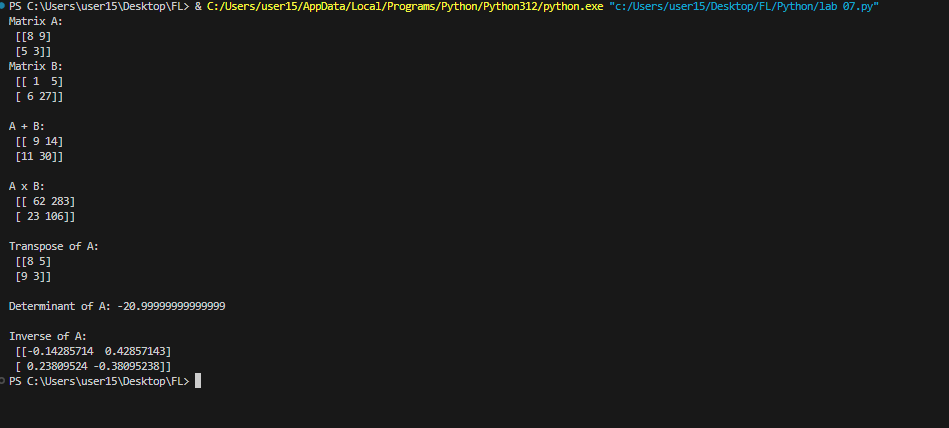 PS C:\Users\user15\Desktop\FL> & C:/Users/user15/AppData/Local/Programs/Python/Python312/python.exe "c:/Users/user15/Desktop/FL/Python/lab 07.py"
Matrix A:
 [[8 9]
 [5 3]]
Matrix B:
 [[ 1  5]
 [ 6 27]]

A + B:
 [[ 9 14]
 [11 30]]

A x B:
 [[ 62 283]
 [ 23 106]]

Transpose of A:
 [[8 5]
 [9 3]]

Determinant of A: -20.99999999999999

Inverse of A:
 [[-0.14285714  0.42857143]
 [ 0.23809524 -0.38095238]]
PS C:\Users\user15\Desktop\FL>